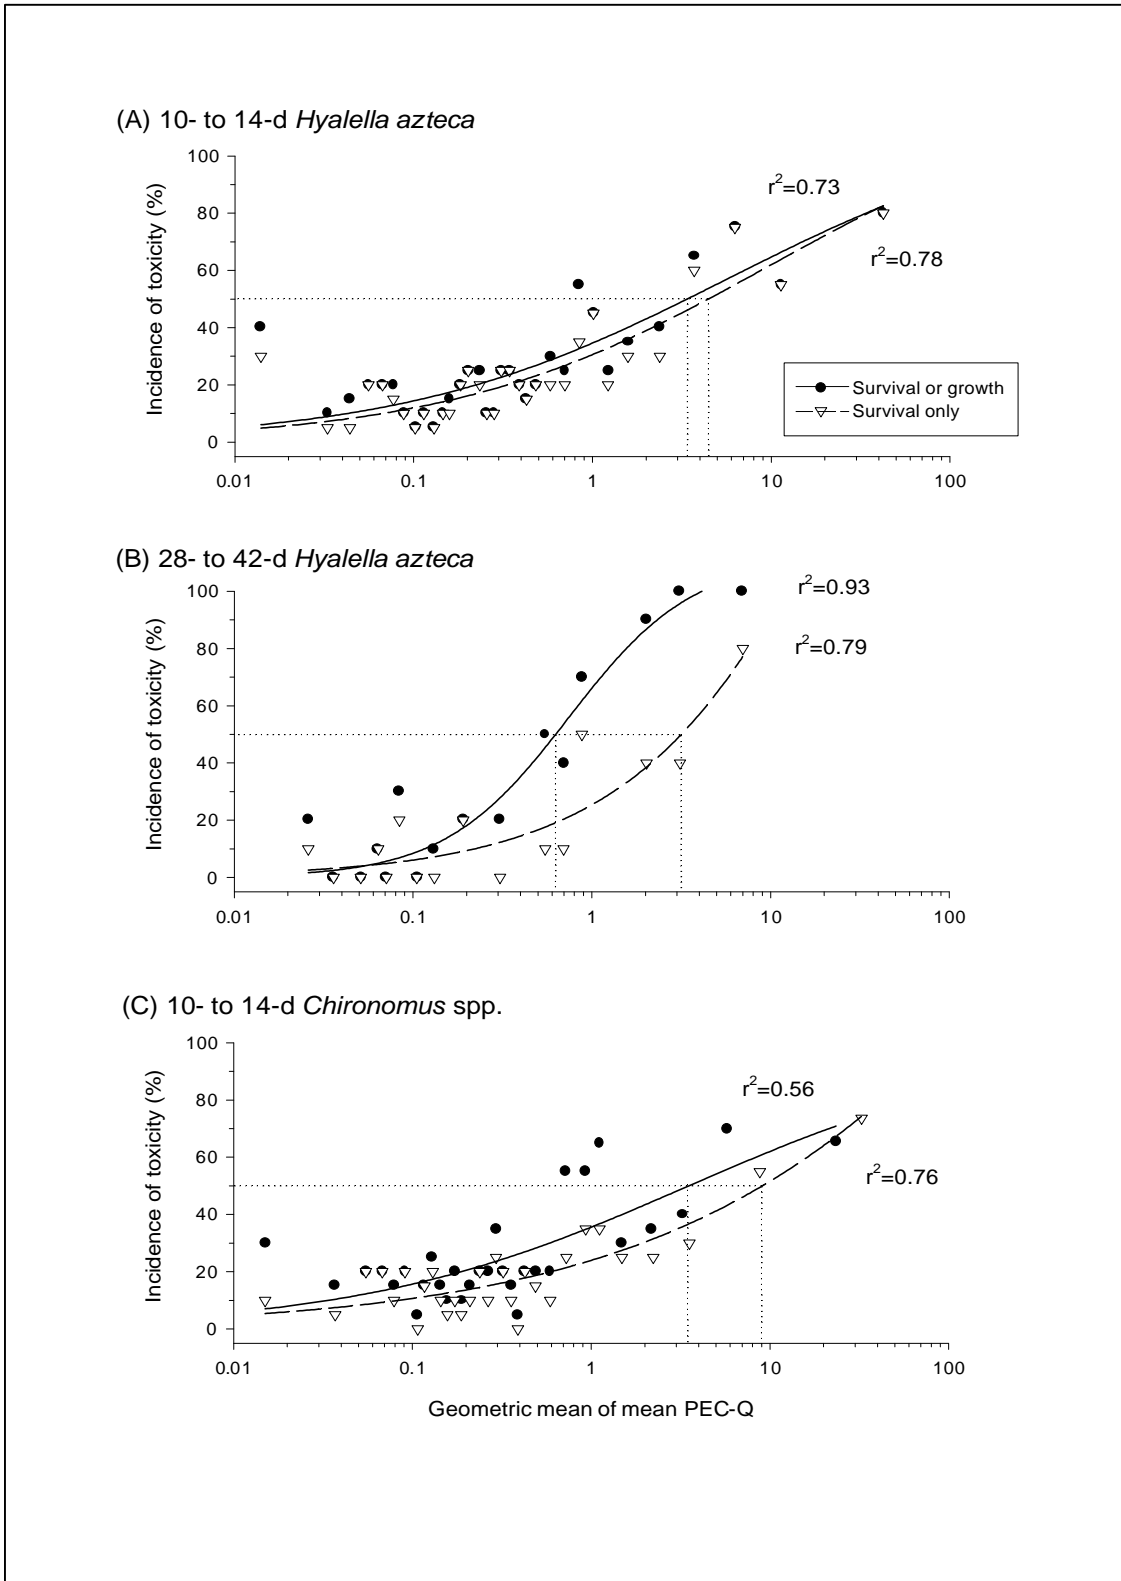 (A) 10- to 14-d Hyalella azteca
100
80
60
40
20
0
Incidence of toxicity (%)
r²=0.73
r²=0.78
Survival or growth
Survival only
0.01 0.1 1 10 100
(B) 28- to 42-d Hyalella azteca
100
80
60
40
20
0
Incidence of toxicity (%)
r²=0.93
r²=0.79
0.01 0.1 1 10 100
(C) 10- to 14-d Chironomus spp.
100
80
60
40
20
0
Incidence of toxicity (%)
r²=0.56
r²=0.76
0.01 0.1 1 10 100
Geometric mean of mean PEC-Q